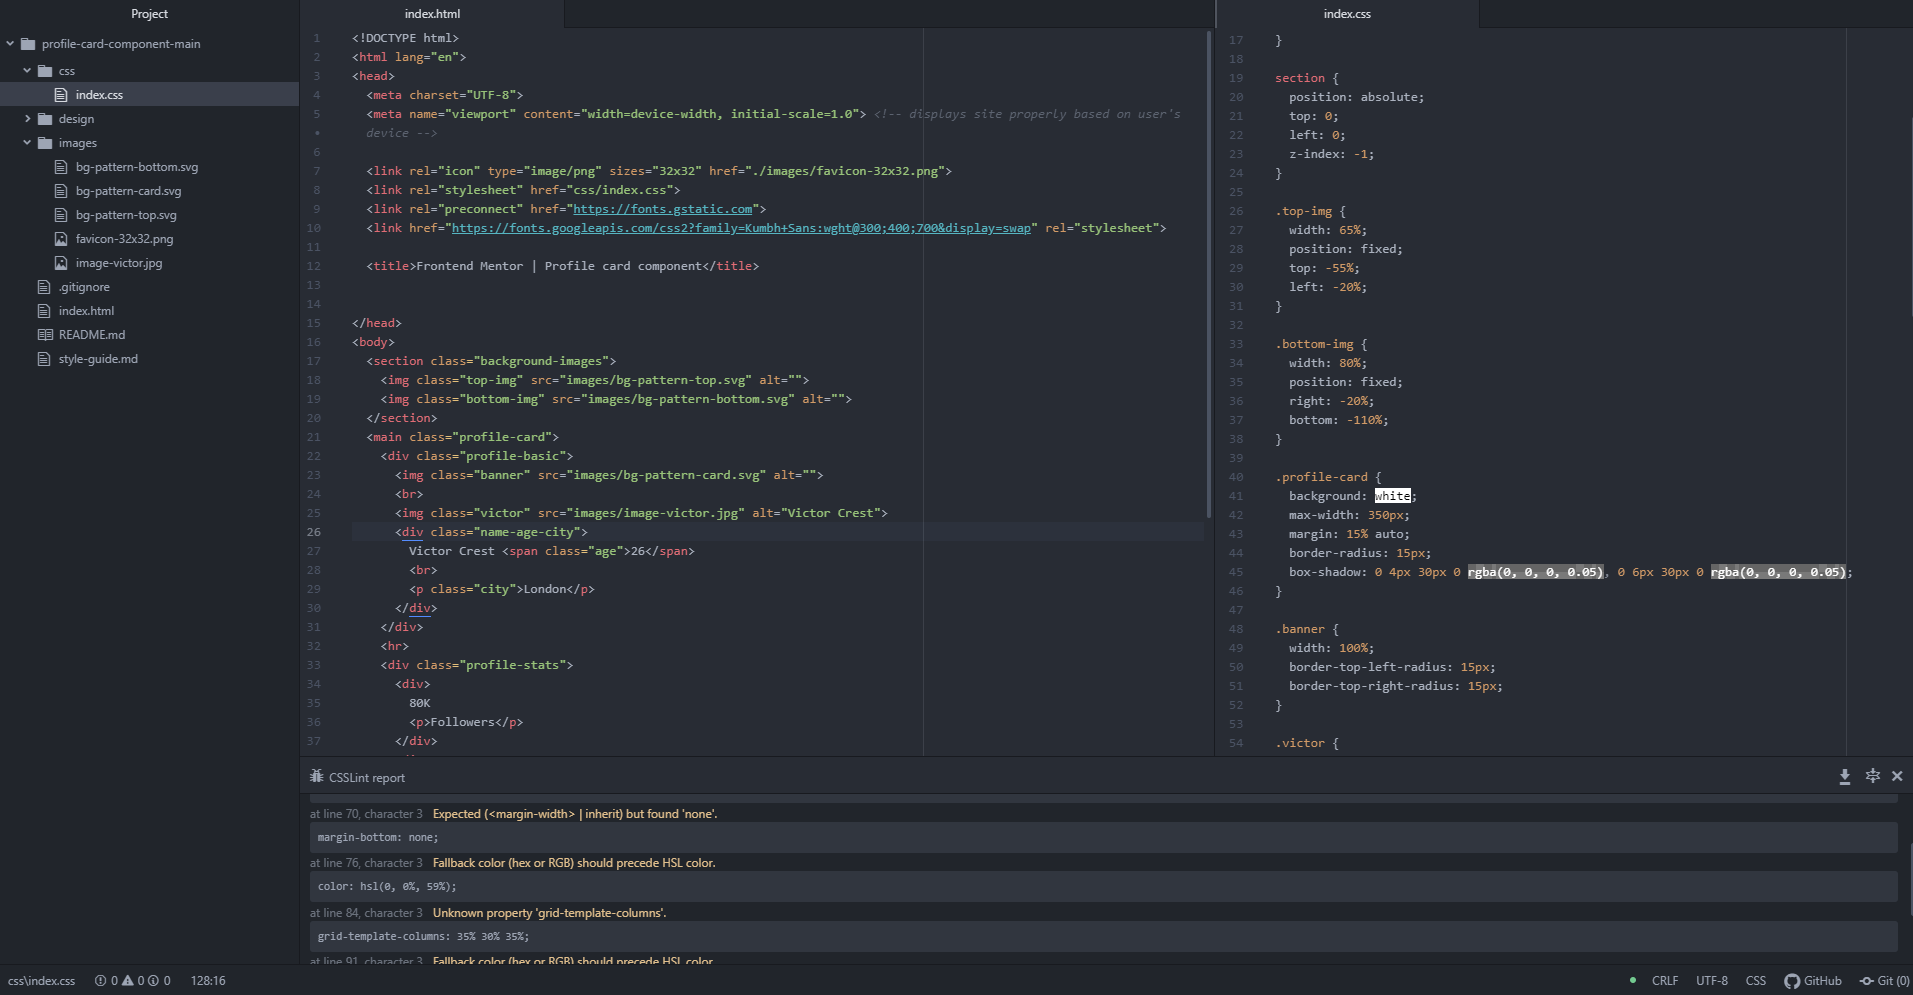 Project
profile-card-component-main
css
index.css
design
images
bg-pattern-bottom.svg
bg-pattern-card.svg
bg-pattern-top.svg
favicon-32x32.png
image-victor.jpg
.gitignore
index.html
README.md
style-guide.md
index.html
1 <!DOCTYPE html>
2 <html lang="en">
3 <head>
4 <meta charset="UTF-8">
5 <meta name="viewport" content="width=device-width, initial-scale=1.0"> <!-- displays site properly based on user's
• device -->
6
7 <link rel="icon" type="image/png" sizes="32x32" href="./images/favicon-32x32.png">
8 <link rel="stylesheet" href="css/index.css">
9 <link rel="preconnect" href="https://fonts.gstatic.com">
10 <link href="https://fonts.googleapis.com/css2?family=Kumbh+Sans:wght@300;400;700&display=swap" rel="stylesheet">
11
12 <title>Frontend Mentor | Profile card component</title>
13
14
15 </head>
16 <body>
17 <section class="background-images">
18 <img class="top-img" src="images/bg-pattern-top.svg" alt="">
19 <img class="bottom-img" src="images/bg-pattern-bottom.svg" alt="">
20 </section>
21 <main class="profile-card">
22 <div class="profile-basic">
23 <img class="banner" src="images/bg-pattern-card.svg" alt="">
24 <br>
25 <img class="victor" src="images/image-victor.jpg" alt="Victor Crest">
26 <div class="name-age-city">
27 Victor Crest <span class="age">26</span>
28 <br>
29 <p class="city">London</p>
30 </div>
31 </div>
32 <hr>
33 <div class="profile-stats">
34 <div>
35 80K
36 <p>Followers</p>
37 </div>
index.css
17 }
18
19 section {
20 position: absolute;
21 top: 0;
22 left: 0;
23 z-index: -1;
24 }
25
26 .top-img {
27 width: 65%;
28 position: fixed;
29 top: -55%;
30 left: -20%;
31 }
32
33 .bottom-img {
34 width: 80%;
35 position: fixed;
36 right: -20%;
37 bottom: -110%;
38 }
39
40 .profile-card {
41 background: white;
42 max-width: 350px;
43 margin: 15% auto;
44 border-radius: 15px;
45 box-shadow: 0 4px 30px 0 rgba(0, 0, 0, 0.05), 0 6px 30px 0 rgba(0, 0, 0, 0.05);
46 }
47
48 .banner {
49 width: 100%;
50 border-top-left-radius: 15px;
51 border-top-right-radius: 15px;
52 }
53
54 .victor {
CSSLint report
at line 70, character 3 Expected (<margin-width> | inherit) but found 'none'.
margin-bottom: none;
at line 76, character 3 Fallback color (hex or RGB) should precede HSL color.
color: hsl(0, 0%, 59%);
at line 84, character 3 Unknown property 'grid-template-columns'.
grid-template-columns: 35% 30% 35%;
at line 91, character 3 Fallback color (hex or RGB) should precede HSL color.
css\index.css 0 0 0 128:16 CRLF UTF-8 CSS GitHub Git (0)